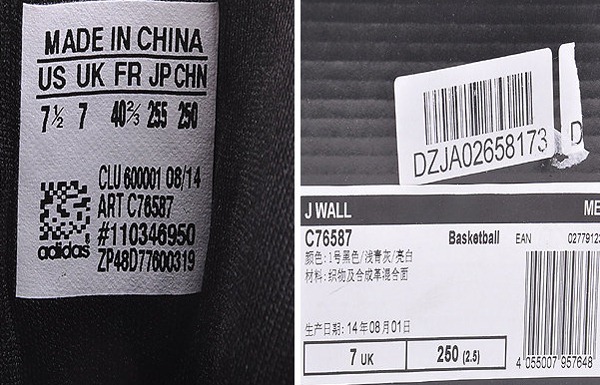 MADE IN CHINA
US UK FR JP CHN
7½ 7 40⅔ 255 250
CLU 600001 08/14
ART C76587
#110346950
ZP48D77600319
adidas
DZJA02658173
D
J WALL ME
C76587 Basketball EAN 02779123
颜色: 1号黑色/浅青灰/亮白
材料: 织物及合成革混合面
生产日期: 14年08月01日
7 UK 250 (2.5)
4 055007 957648